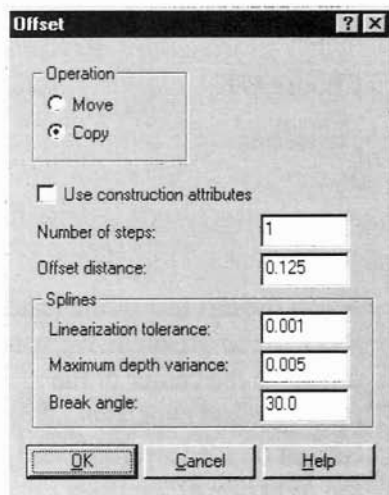 Offset
Operation
Move
Copy
Use construction attributes
Number of steps: 1
Offset distance: 0.125
Splines
Linearization tolerance: 0.001
Maximum depth variance: 0.005
Break angle: 30.0
OK Cancel Help